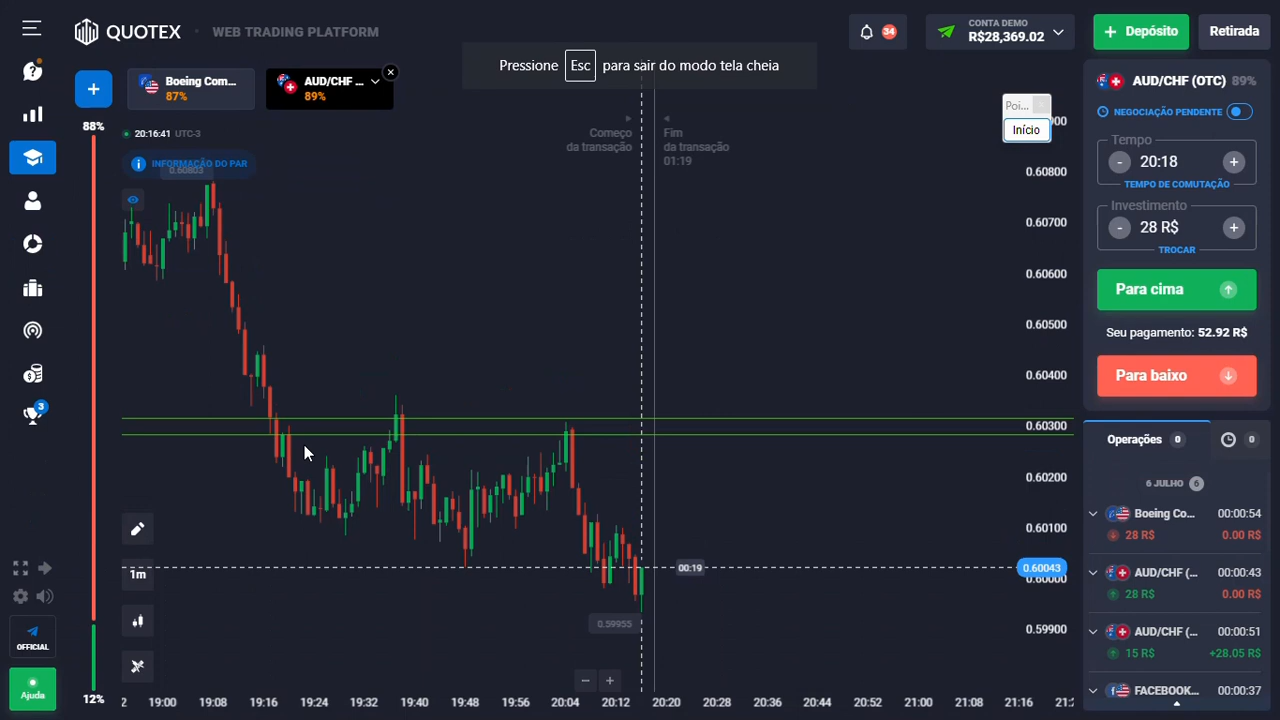 QUOTEX
WEB TRADING PLATFORM
34
CONTA DEMO
R$28,369.02
Depósito
Retirada
Pressione Esc para sair do modo tela cheia
Boeing Com...
87%
AUD/CHF ...
89%
AUD/CHF (OTC) 89%
NEGOCIAÇÃO PENDENTE
Tempo
- 20:18 +
TEMPO DE COMUTAÇÃO
Investimento
- 28 R$ +
TROCAR
Para cima
Seu pagamento: 52.92 R$
Para baixo
Operações 0
0
6 JULHO 6
Boeing Co... 00:00:54
28 R$ 0.00 R$
AUD/CHF (... 00:00:43
28 R$ 0.00 R$
AUD/CHF (... 00:00:51
15 R$ +28.05 R$
FACEBOOK... 00:00:37
88%
20:16:41 UTC-3
INFORMAÇÃO DO PAR
0.60803
Começo
da transação
Fim
da transação
01:19
Poi...
Início
0.60800
0.60700
0.60600
0.60500
0.60400
0.60300
0.60200
0.60100
0.60043
0.60000
0.59900
00:19
0.59955
1m
3
OFFICIAL
Ajuda
12%
19:00 19:16 19:24 19:32 19:40 19:48 19:56 20:04 20:12 20:20 20:28 20:36 20:44 20:52 21:00 21:08 21:16